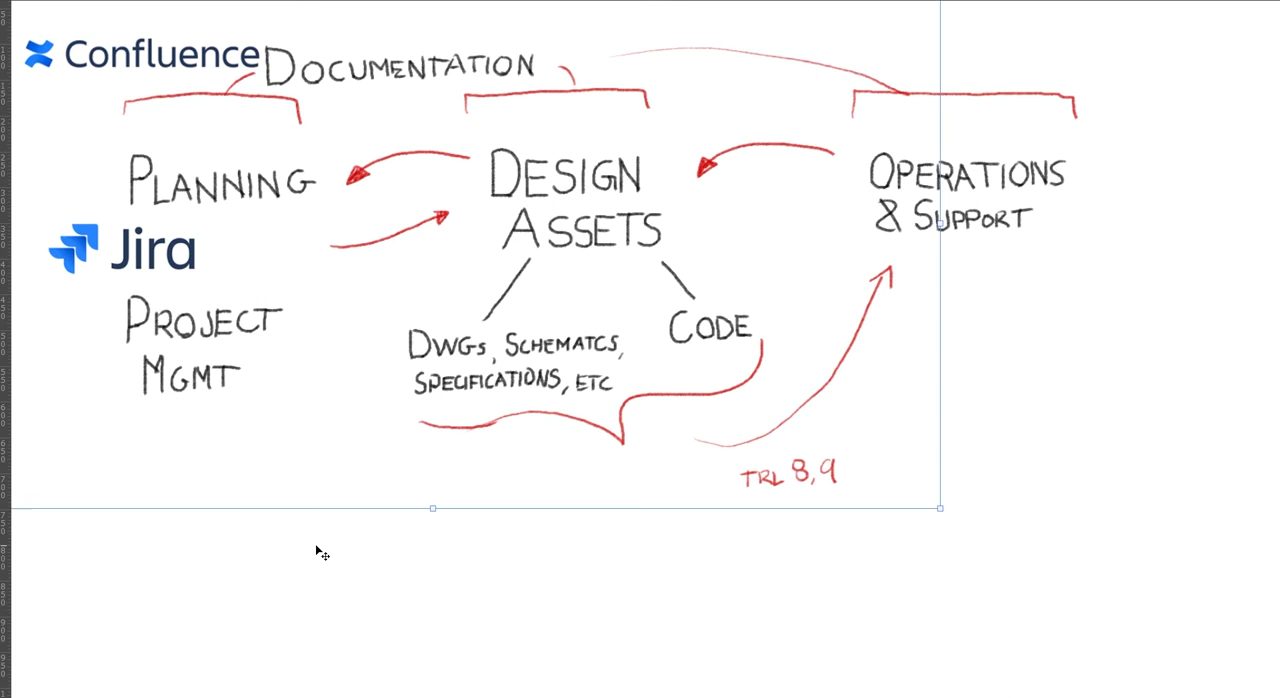 Confluence
DOCUMENTATION
PLANNING
DESIGN
ASSETS
OPERATIONS
& SUPPORT
Jira
PROJECT
MGMT
DWGS, SCHEMATCS,
SPECIFICATIONS, ETC
CODE
TRL 8,9